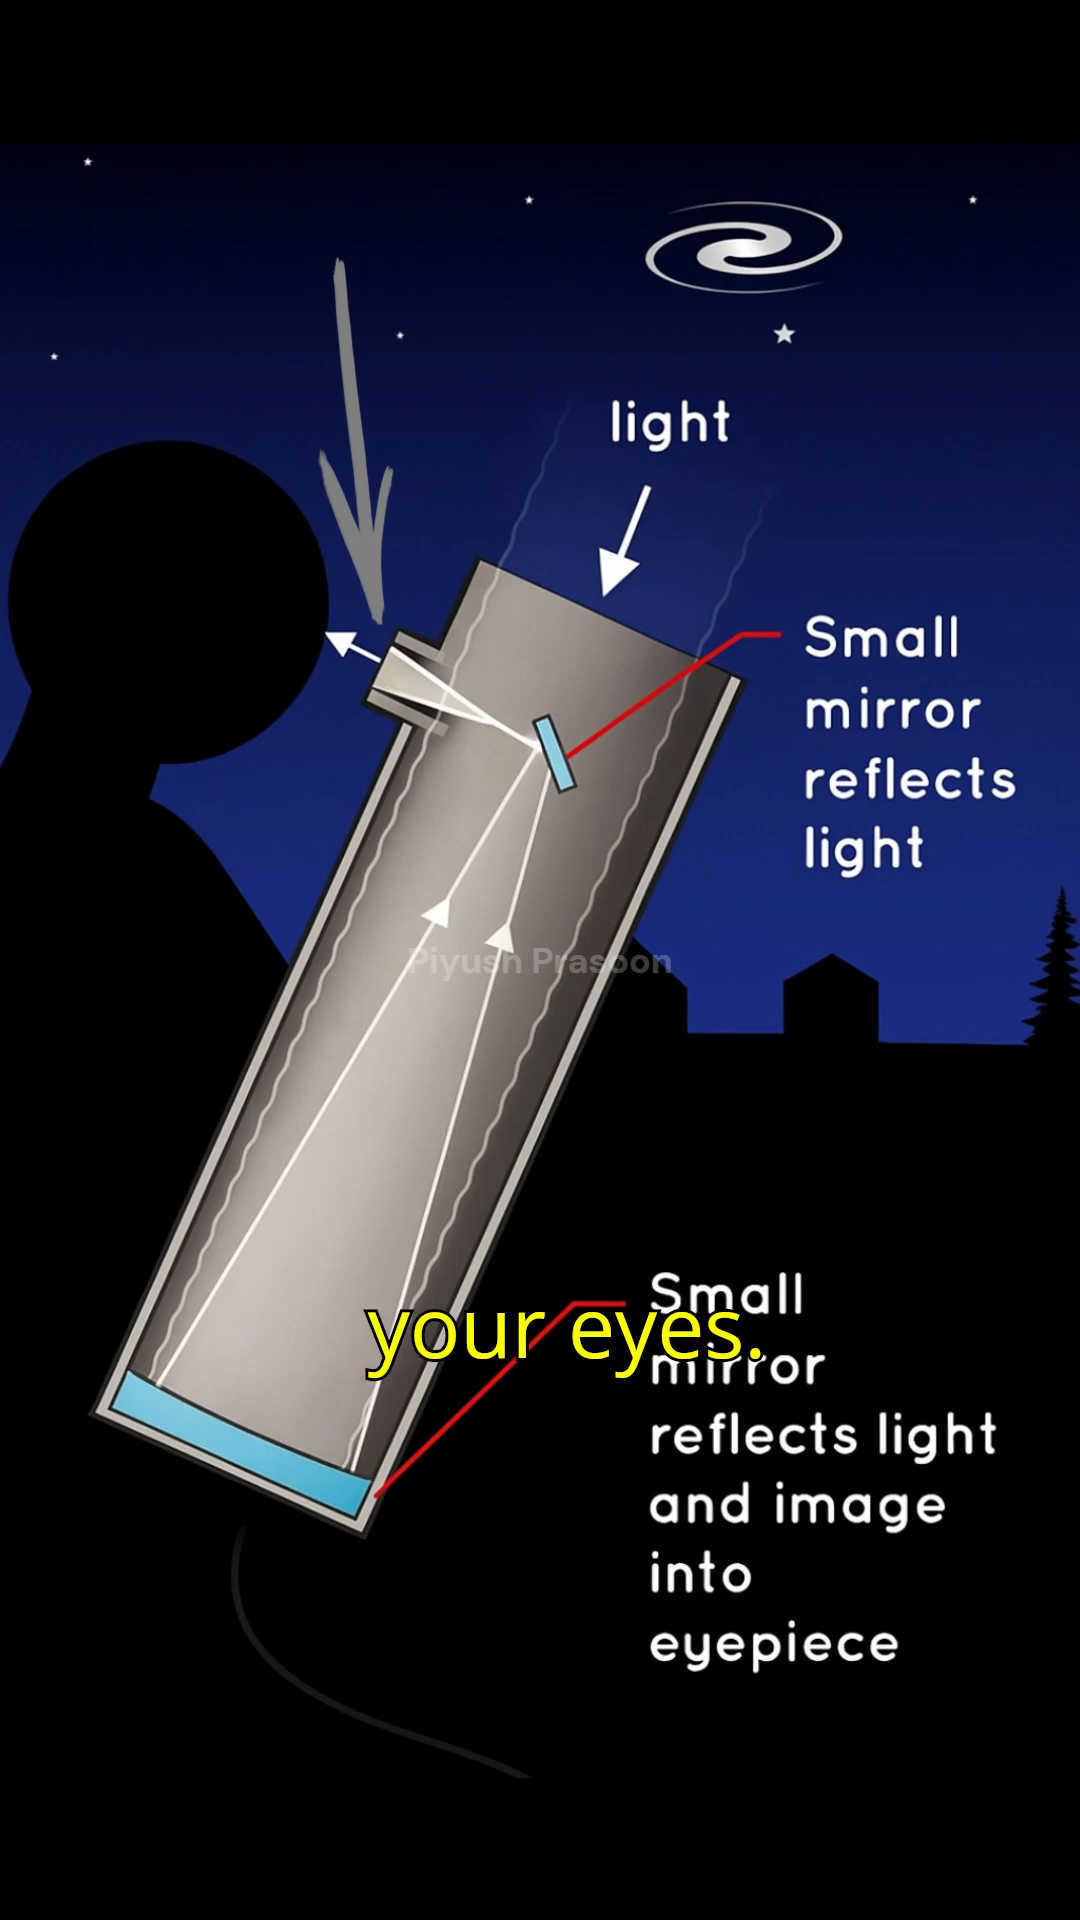 light
Small
mirror
reflects
light
Piyush Prasoon
Small
your eyes.
mirror
reflects light
and image
into
eyepiece